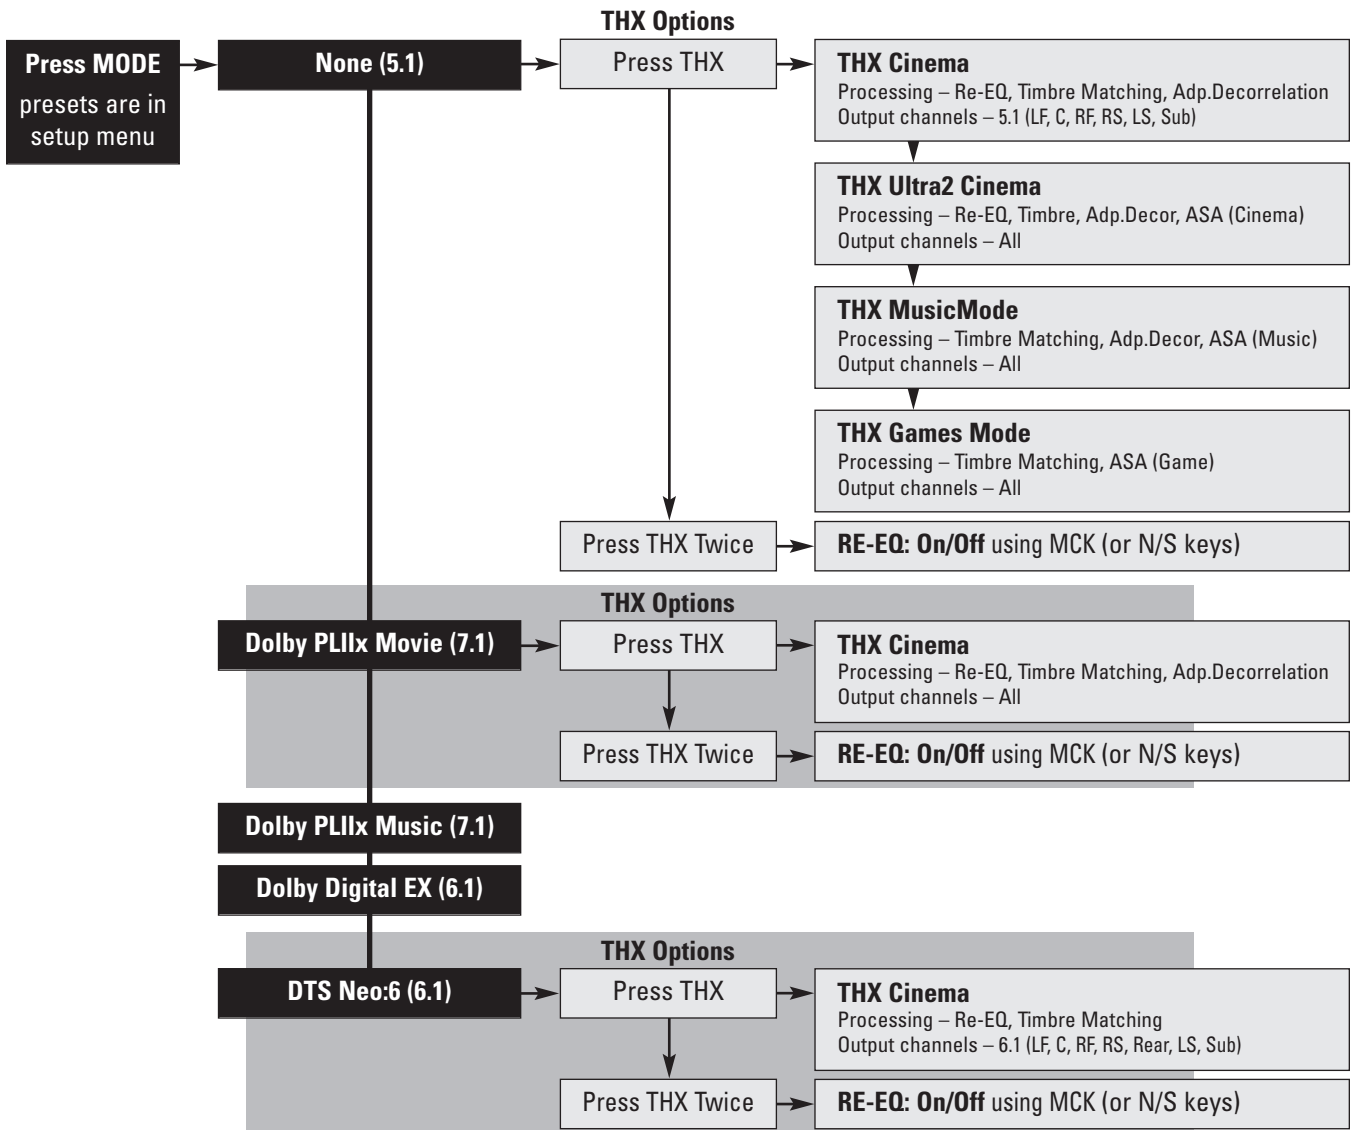 THX Options
Press MODE
presets are in
setup menu
None (5.1)
Press THX
THX Cinema
Processing – Re-EQ, Timbre Matching, Adp.Decorrelation
Output channels – 5.1 (LF, C, RF, RS, LS, Sub)
THX Ultra2 Cinema
Processing – Re-EQ, Timbre, Adp.Decor, ASA (Cinema)
Output channels – All
THX MusicMode
Processing – Timbre Matching, Adp.Decor, ASA (Music)
Output channels – All
THX Games Mode
Processing – Timbre Matching, ASA (Game)
Output channels – All
Press THX Twice
RE-EQ: On/Off using MCK (or N/S keys)
THX Options
Dolby PLIIx Movie (7.1)
Press THX
THX Cinema
Processing – Re-EQ, Timbre Matching, Adp.Decorrelation
Output channels – All
Press THX Twice
RE-EQ: On/Off using MCK (or N/S keys)
Dolby PLIIx Music (7.1)
Dolby Digital EX (6.1)
THX Options
DTS Neo:6 (6.1)
Press THX
THX Cinema
Processing – Re-EQ, Timbre Matching
Output channels – 6.1 (LF, C, RF, RS, Rear, LS, Sub)
Press THX Twice
RE-EQ: On/Off using MCK (or N/S keys)